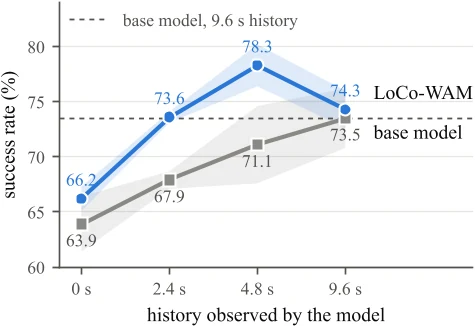 base model, 9.6 s history
success rate (%)
80
75
70
65
60
66.2
73.6
78.3
74.3
LoCo-WAM
base model
63.9
67.9
71.1
73.5
0 s
2.4 s
4.8 s
9.6 s
history observed by the model